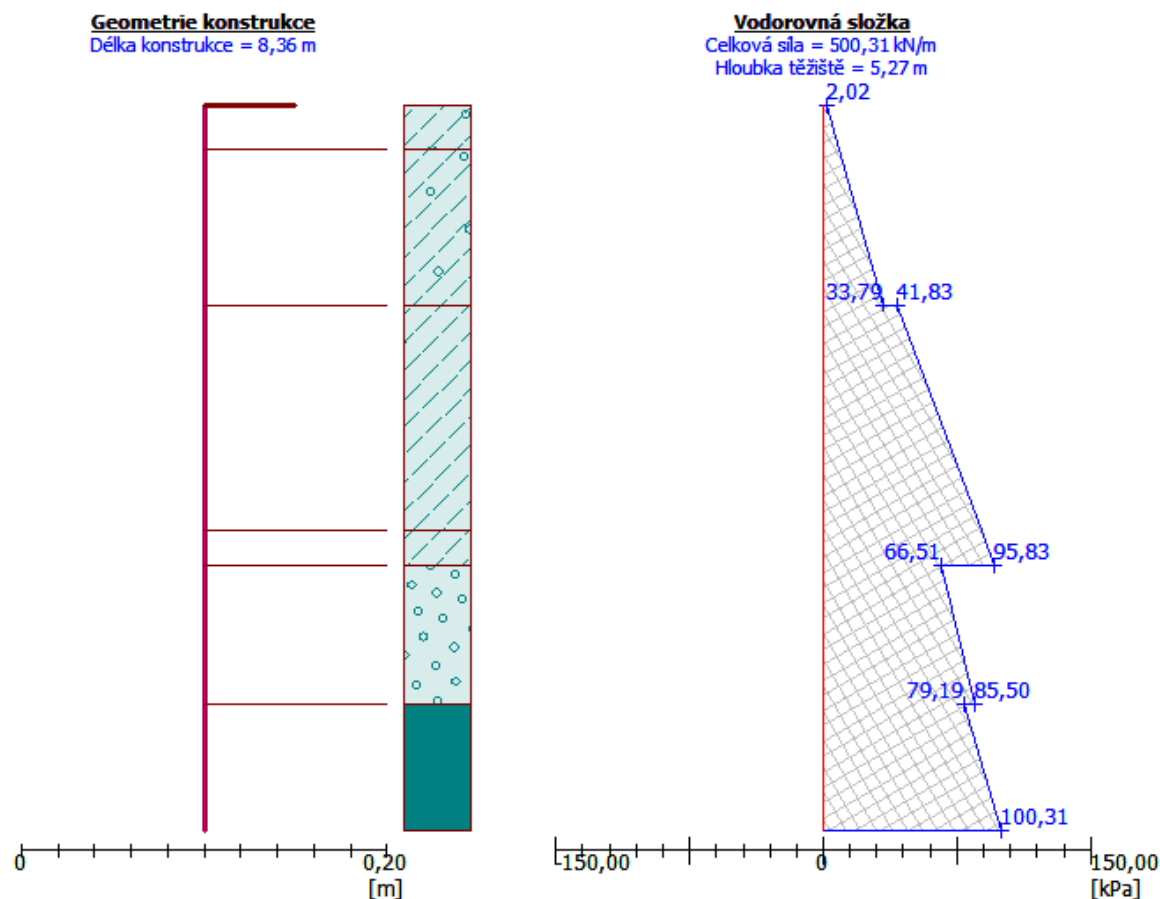 Geometrie konstrukce
Délka konstrukce = 8,36 m
Vodorovná složka
Celková síla = 500,31 kN/m
Hloubka těžiště = 5,27 m
2,02
33,79 41,83
66,51 95,83
79,19 85,50
100,31
0 0,20
[m]
-150,00 0 150,00
[kPa]